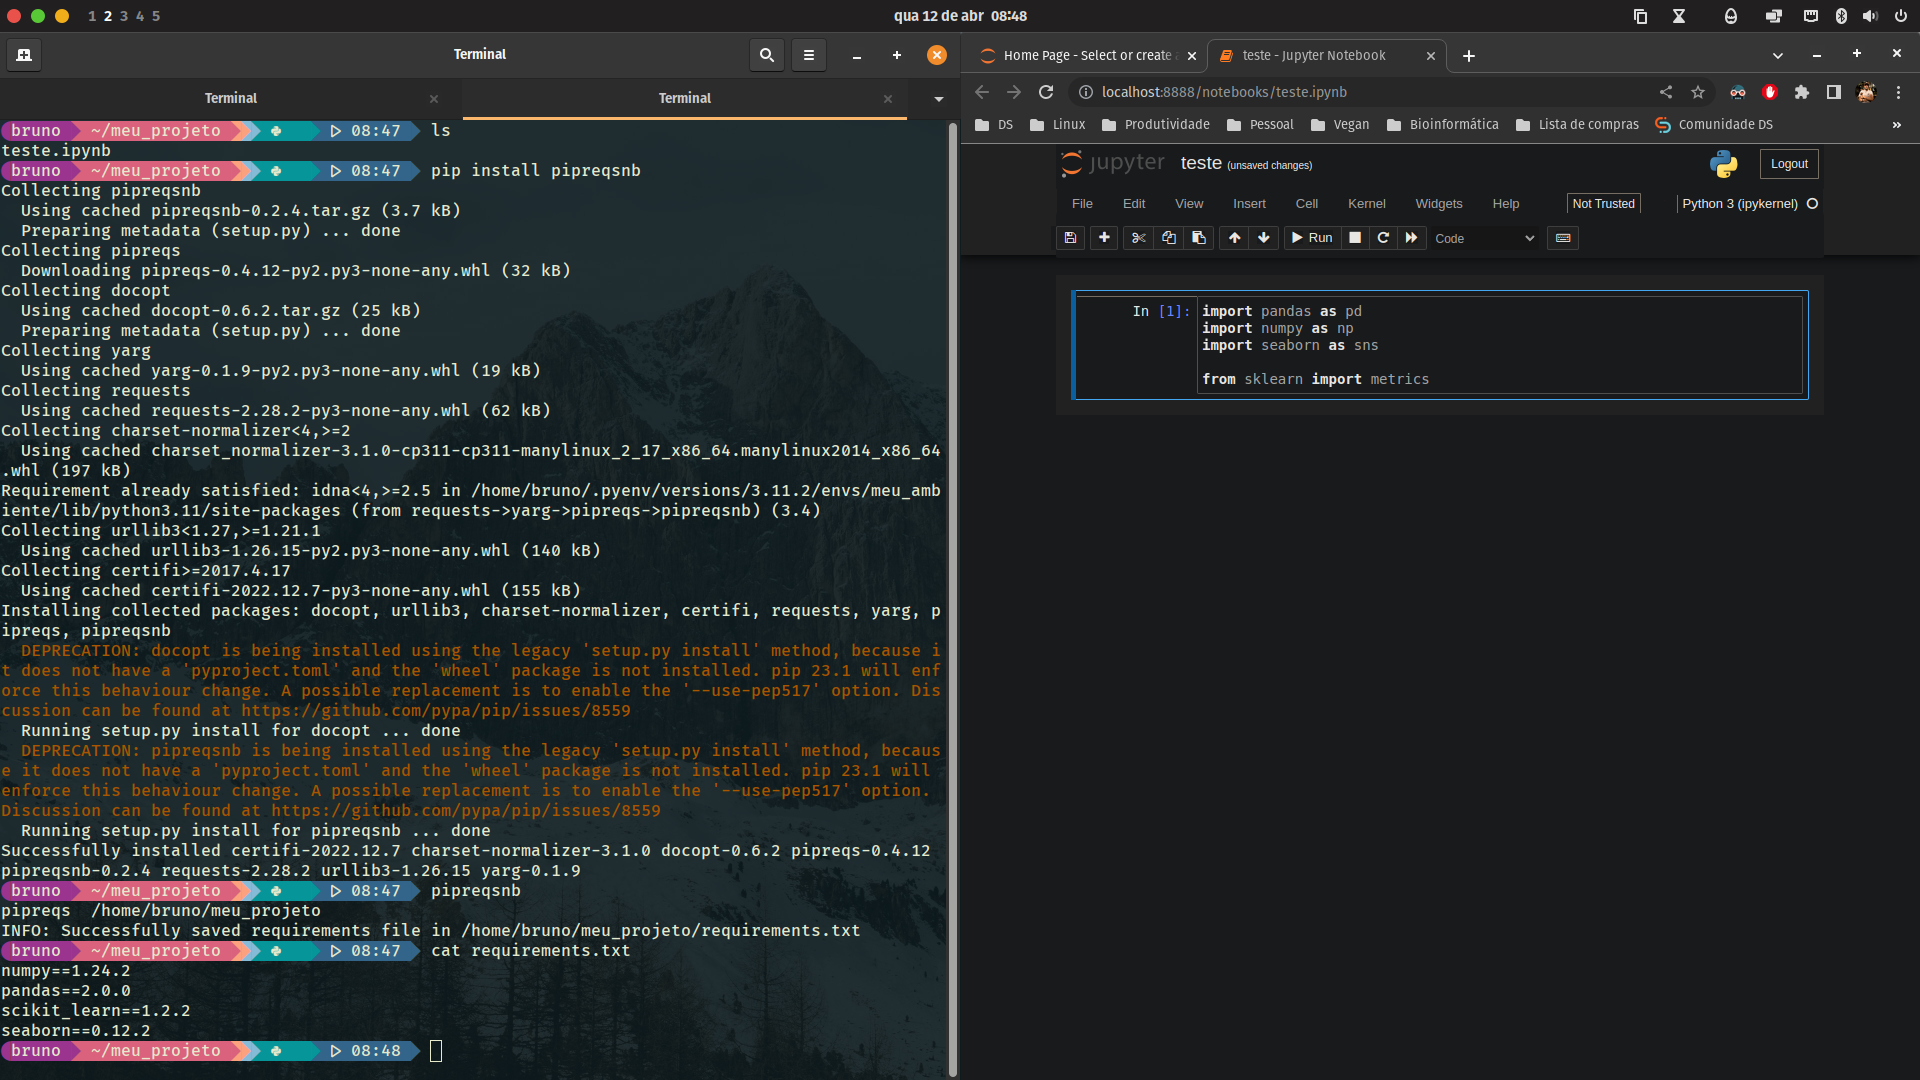 1 2 3 4 5
qua 12 de abr 08:48
Terminal
Terminal
Terminal
bruno ~/meu_projeto 08:47 ls
teste.ipynb
bruno ~/meu_projeto 08:47 pip install pipreqsnb
Collecting pipreqsnb
Using cached pipreqsnb-0.2.4.tar.gz (3.7 kB)
Preparing metadata (setup.py) ... done
Collecting pipreqs
Downloading pipreqs-0.4.12-py2.py3-none-any.whl (32 kB)
Collecting docopt
Using cached docopt-0.6.2.tar.gz (25 kB)
Preparing metadata (setup.py) ... done
Collecting yarg
Using cached yarg-0.1.9-py2.py3-none-any.whl (19 kB)
Collecting requests
Using cached requests-2.28.2-py3-none-any.whl (62 kB)
Collecting charset-normalizer<4,>=2
Using cached charset_normalizer-3.1.0-cp311-cp311-manylinux_2_17_x86_64.manylinux2014_x86_64
.whl (197 kB)
Requirement already satisfied: idna<4,>=2.5 in /home/bruno/.pyenv/versions/3.11.2/envs/meu_amb
iente/lib/python3.11/site-packages (from requests->yarg->pipreqs->pipreqsnb) (3.4)
Collecting urllib3<1.27,>=1.21.1
Using cached urllib3-1.26.15-py2.py3-none-any.whl (140 kB)
Collecting certifi>=2017.4.17
Using cached certifi-2022.12.7-py3-none-any.whl (155 kB)
Installing collected packages: docopt, urllib3, charset-normalizer, certifi, requests, yarg, p
ipreqs, pipreqsnb
DEPRECATION: docopt is being installed using the legacy 'setup.py install' method, because i
t does not have a 'pyproject.toml' and the 'wheel' package is not installed. pip 23.1 will enf
orce this behaviour change. A possible replacement is to enable the '--use-pep517' option. Dis
cussion can be found at https://github.com/pypa/pip/issues/8559
Running setup.py install for docopt ... done
DEPRECATION: pipreqsnb is being installed using the legacy 'setup.py install' method, becaus
e it does not have a 'pyproject.toml' and the 'wheel' package is not installed. pip 23.1 will
enforce this behaviour change. A possible replacement is to enable the '--use-pep517' option.
Discussion can be found at https://github.com/pypa/pip/issues/8559
Running setup.py install for pipreqsnb ... done
Successfully installed certifi-2022.12.7 charset-normalizer-3.1.0 docopt-0.6.2 pipreqs-0.4.12
pipreqsnb-0.2.4 requests-2.28.2 urllib3-1.26.15 yarg-0.1.9
bruno ~/meu_projeto 08:47 pipreqsnb
pipreqs /home/bruno/meu_projeto
INFO: Successfully saved requirements file in /home/bruno/meu_projeto/requirements.txt
bruno ~/meu_projeto 08:47 cat requirements.txt
numpy==1.24.2
pandas==2.0.0
scikit_learn==1.2.2
seaborn==0.12.2
bruno ~/meu_projeto 08:48
Home Page - Select or create a
teste - Jupyter Notebook
localhost:8888/notebooks/teste.ipynb
DS Linux Produtividade Pessoal Vegan Bioinformática Lista de compras Comunidade DS »
jupyter teste (unsaved changes) Logout
File Edit View Insert Cell Kernel Widgets Help Not Trusted Python 3 (ipykernel)
Run Code
In [1]: import pandas as pd
import numpy as np
import seaborn as sns
from sklearn import metrics